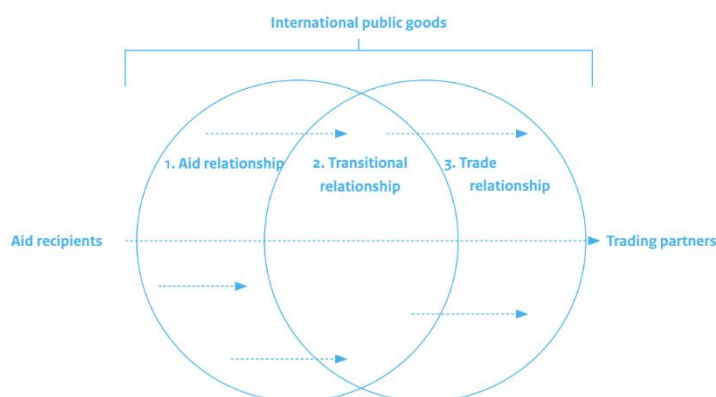 International public goods
1. Aid relationship
2. Transitional
relationship
3. Trade
relationship
Aid recipients
Trading partners